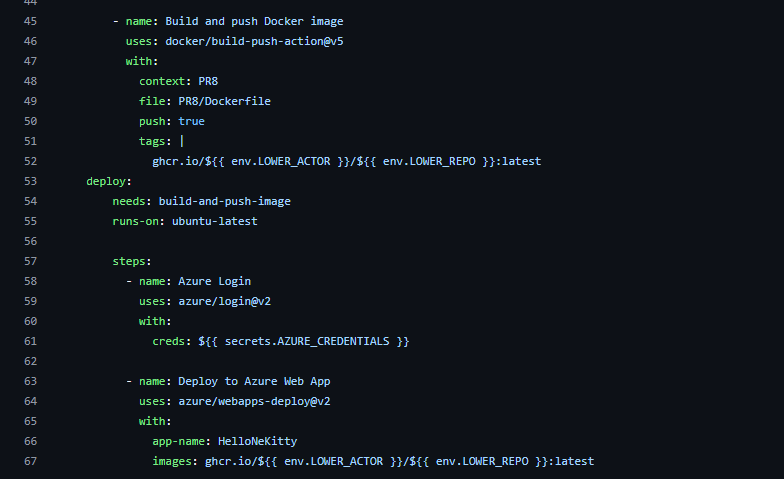 44
45 - name: Build and push Docker image
46 uses: docker/build-push-action@v5
47 with:
48 context: PR8
49 file: PR8/Dockerfile
50 push: true
51 tags: |
52 ghcr.io/${{ env.LOWER_ACTOR }}/${{ env.LOWER_REPO }}:latest
53 deploy:
54 needs: build-and-push-image
55 runs-on: ubuntu-latest
56
57 steps:
58 - name: Azure Login
59 uses: azure/login@v2
60 with:
61 creds: ${{ secrets.AZURE_CREDENTIALS }}
62
63 - name: Deploy to Azure Web App
64 uses: azure/webapps-deploy@v2
65 with:
66 app-name: HelloNeKitty
67 images: ghcr.io/${{ env.LOWER_ACTOR }}/${{ env.LOWER_REPO }}:latest